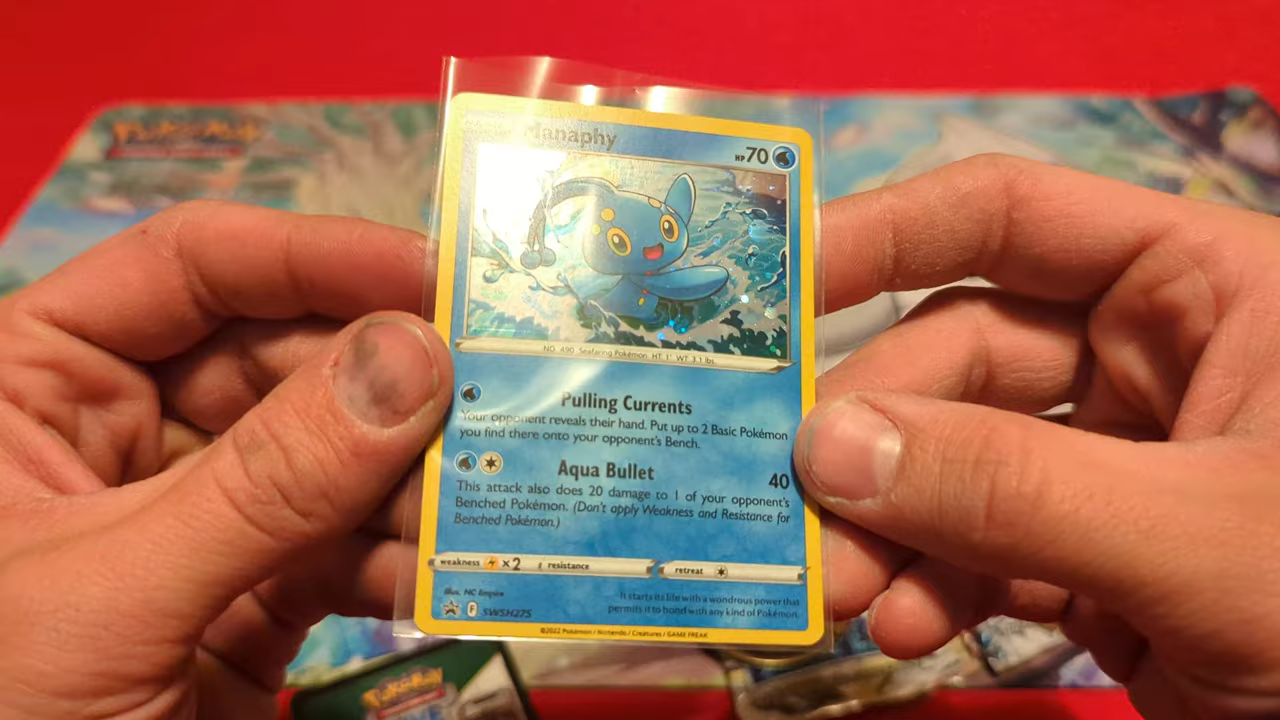 Pokémon
Manaphy
HP 70
NO. 490 Seafaring Pokémon HT: 1' WT: 3.1 lbs.
Pulling Currents
Your opponent reveals their hand. Put up to 2 Basic Pokémon
you find there onto your opponent's Bench.
Aqua Bullet 40
This attack also does 20 damage to 1 of your opponent's
Benched Pokémon. (Don't apply Weakness and Resistance for
Benched Pokémon.)
weakness ×2 resistance retreat
Illus. NC Empire
It starts its life with a wondrous power that
permits it to bond with any kind of Pokémon.
F SWSH275
©2022 Pokémon / Nintendo / Creatures / GAME FREAK
Pokémon